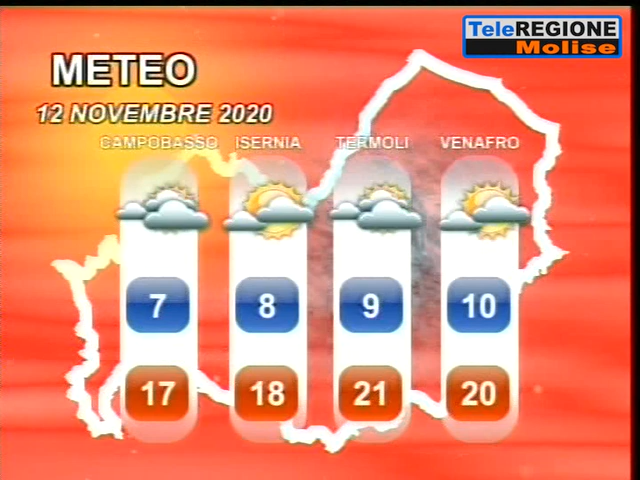 TeleREGIONE
Molise
METEO
12 NOVEMBRE 2020
CAMPOBASSO ISERNIA TERMOLI VENAFRO
7 8 9 10
17 18 21 20